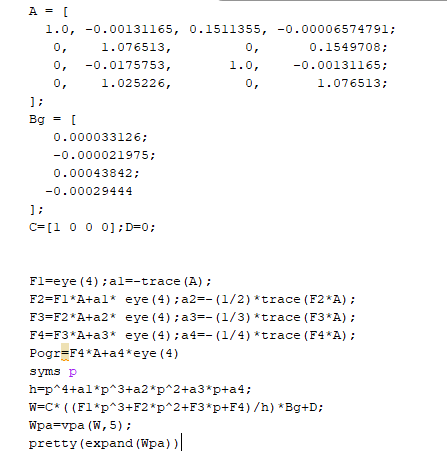 A = [
1.0, -0.00131165, 0.1511355, -0.00006574791;
0, 1.076513, 0, 0.1549708;
0, -0.0175753, 1.0, -0.00131165;
0, 1.025226, 0, 1.076513;
];
Bg = [
0.000033126;
-0.000021975;
0.00043842;
-0.00029444
];
C=[1 0 0 0];D=0;
F1=eye(4);a1=-trace(A);
F2=F1*A+a1* eye(4);a2=-(1/2)*trace(F2*A);
F3=F2*A+a2* eye(4);a3=-(1/3)*trace(F3*A);
F4=F3*A+a3* eye(4);a4=-(1/4)*trace(F4*A);
Pogr=F4*A+a4*eye(4)
syms p
h=p^4+a1*p^3+a2*p^2+a3*p+a4;
W=C*((F1*p^3+F2*p^2+F3*p+F4)/h)*Bg+D;
Wpa=vpa(W,5);
pretty(expand(Wpa))